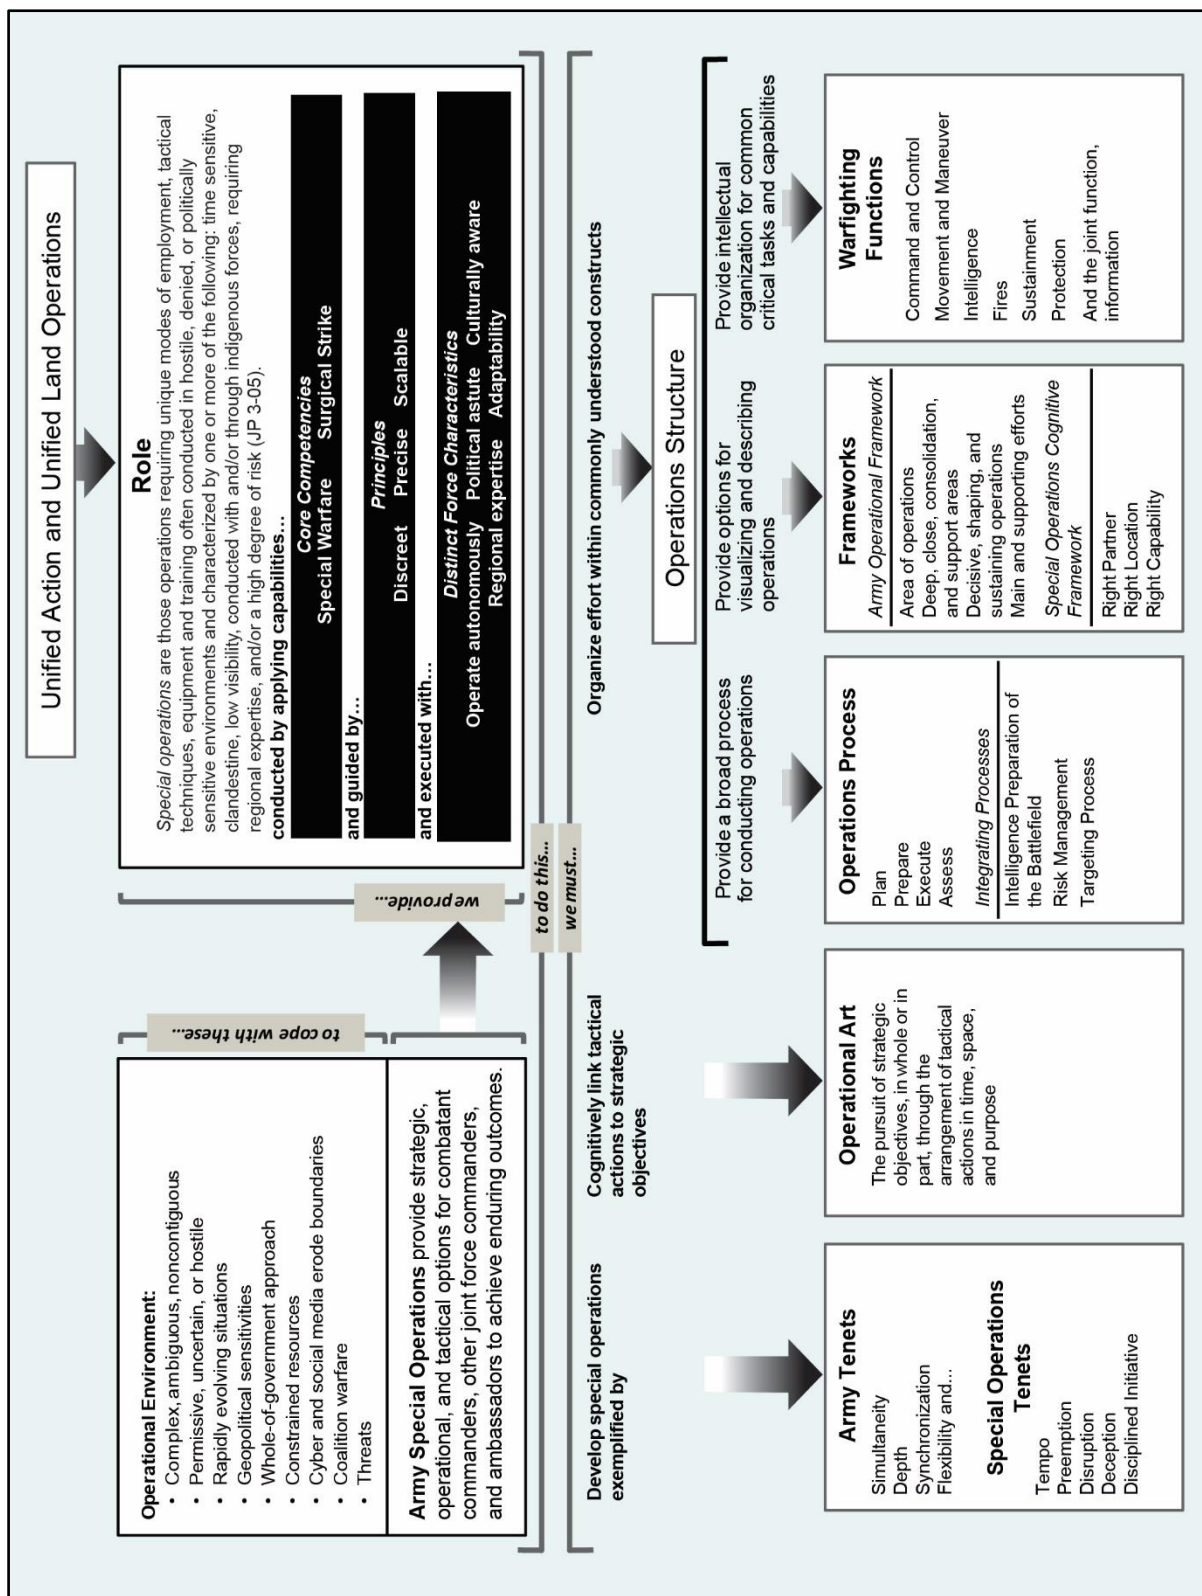 Unified Action and Unified Land Operations
Operational Environment:
• Complex, ambiguous, noncontiguous
• Permissive, uncertain, or hostile
• Rapidly evolving situations
• Geopolitical sensitivities
• Whole-of-government approach
• Constrained resources
• Cyber and social media erode boundaries
• Coalition warfare
• Threats
Army Special Operations provide strategic,
operational, and tactical options for combatant
commanders, other joint force commanders,
and ambassadors to achieve enduring outcomes.
to cope with these...
we provide...
Role
Special operations are those operations requiring unique modes of employment, tactical
techniques, equipment and training often conducted in hostile, denied, or politically
sensitive environments and characterized by one or more of the following: time sensitive,
clandestine, low visibility, conducted with and/or through indigenous forces, requiring
regional expertise, and/or a high degree of risk (JP 3-05).
conducted by applying capabilities...
Core Competencies
Special Warfare Surgical Strike
and guided by...
Principles
Discreet Precise Scalable
and executed with...
Distinct Force Characteristics
Operate autonomously Political astute Culturally aware
Regional expertise Adaptability
to do this...
we must...
Develop special operations
exemplified by
Cognitively link tactical
actions to strategic
objectives
Organize effort within commonly understood constructs
Operations Structure
Provide a broad process
for conducting operations
Provide options for
visualizing and describing
operations
Provide intellectual
organization for common
critical tasks and capabilities
Army Tenets
Simultaneity
Depth
Synchronization
Flexibility and...
Special Operations
Tenets
Tempo
Preemption
Disruption
Deception
Disciplined Initiative
Operational Art
The pursuit of strategic
objectives, in whole or in
part, through the
arrangement of tactical
actions in time, space,
and purpose
Operations Process
Plan
Prepare
Execute
Assess
Integrating Processes
Intelligence Preparation of
the Battlefield
Risk Management
Targeting Process
Frameworks
Army Operational Framework
Area of operations
Deep, close, consolidation,
and support areas
Decisive, shaping, and
sustaining operations
Main and supporting efforts
Special Operations Cognitive
Framework
Right Partner
Right Location
Right Capability
Warfighting
Functions
Command and Control
Movement and Maneuver
Intelligence
Fires
Sustainment
Protection
And the joint function,
information